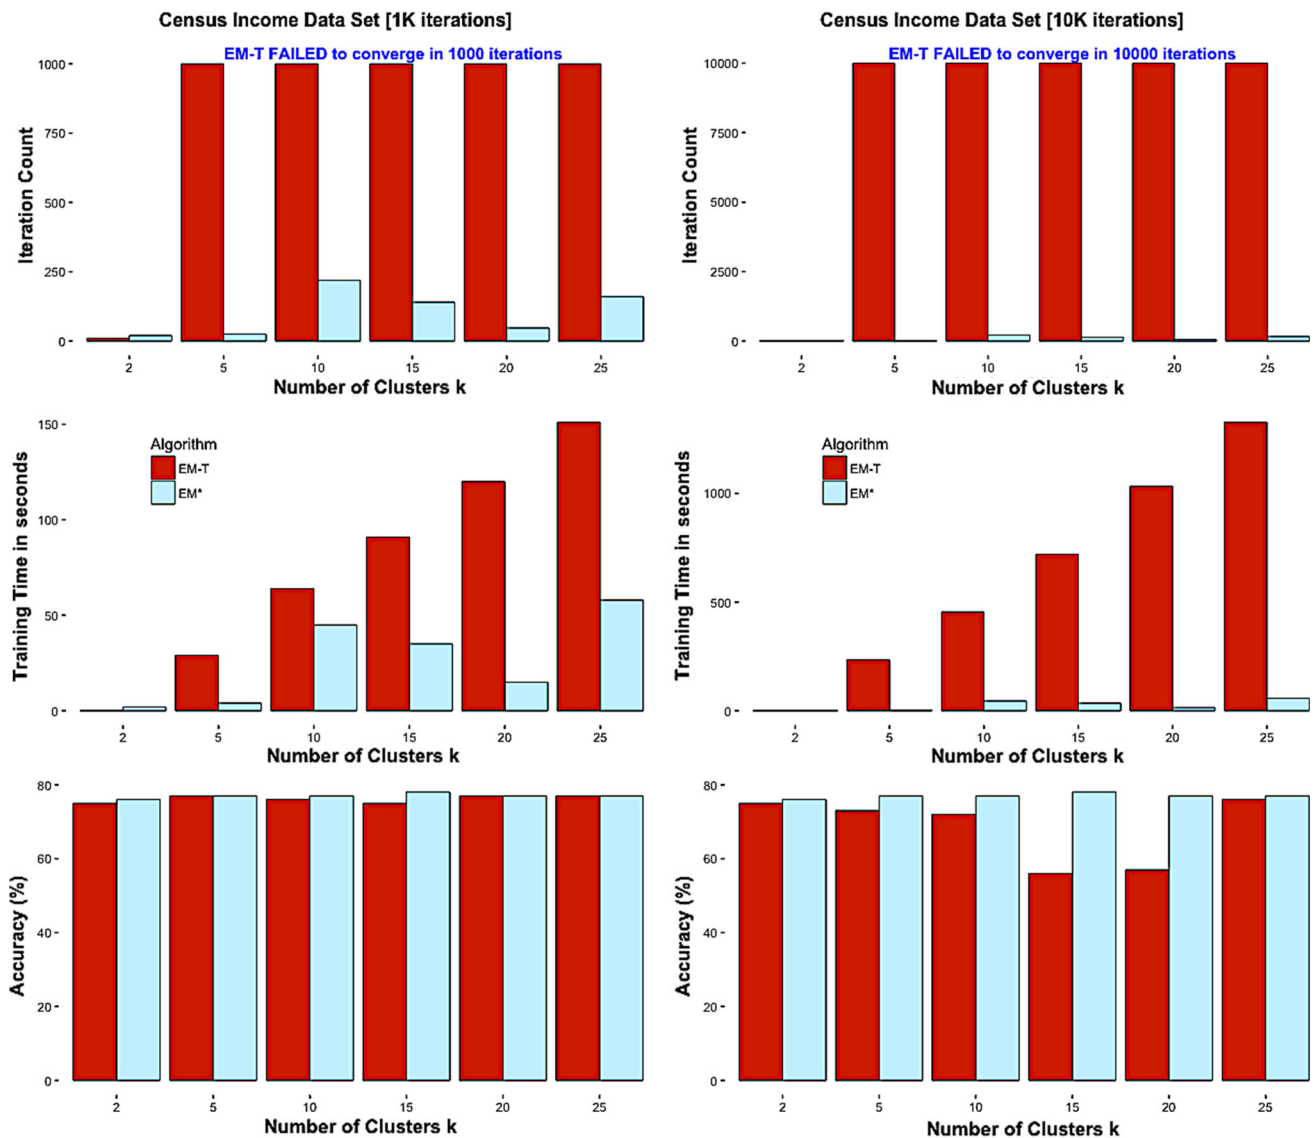 Census Income Data Set [1K iterations]
EM-T FAILED to converge in 1000 iterations
Iteration Count
1000
750
500
250
0
2 5 10 15 20 25
Number of Clusters k
Census Income Data Set [10K iterations]
EM-T FAILED to converge in 10000 iterations
Iteration Count
10000
7500
5000
2500
0
2 5 10 15 20 25
Number of Clusters k
Training Time in seconds
150
100
50
0
Algorithm
EM-T
EM*
2 5 10 15 20 25
Number of Clusters k
Training Time in seconds
1000
500
0
Algorithm
EM-T
EM*
2 5 10 15 20 25
Number of Clusters k
Accuracy (%)
80
60
40
20
0
2 5 10 15 20 25
Number of Clusters k
Accuracy (%)
80
60
40
20
0
2 5 10 15 20 25
Number of Clusters k